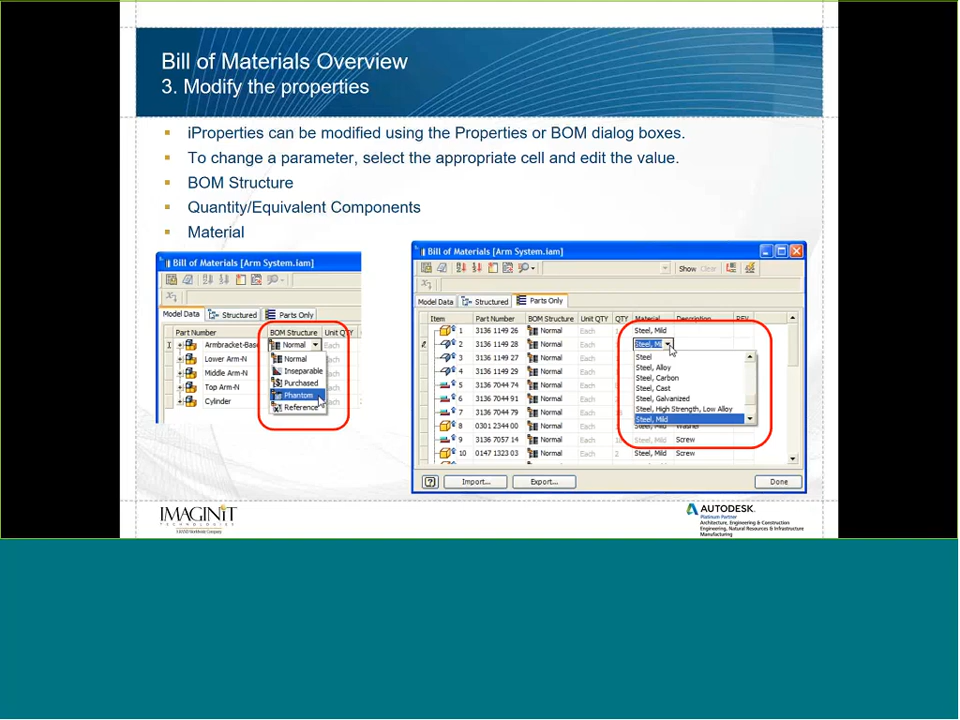 Bill of Materials Overview
3. Modify the properties
iProperties can be modified using the Properties or BOM dialog boxes.
To change a parameter, select the appropriate cell and edit the value.
BOM Structure
Quantity/Equivalent Components
Material
Bill of Materials [Arm System.iam]
Model Data Structured Parts Only
Part Number BOM Structure Unit QTY
Armbracket-Base Normal Each
Lower Arm-N Normal
Middle Arm-N Inseparable
Top Arm-N Purchased
Phantom
Cylinder Reference
Bill of Materials [Arm System.iam]
Show Clear
Model Data Structured Parts Only
Item Part Number BOM Structure Unit QTY QTY Material Description REV
1 3136 1149 26 Normal Each Steel, Mild
2 3136 1149 28 Normal Each
3 3136 1149 27 Normal Each Steel
4 3136 1149 29 Normal Each Steel, Alloy
Steel, Carbon
5 3136 7044 74 Normal Each Steel, Cast
6 3136 7044 91 Normal Each Steel, Galvanized
7 3136 7044 79 Normal Each Steel, High Strength, Low Alloy
Steel, Mild
8 0301 2344 00 Normal Each Steel, Mild Washer
9 3136 7057 14 Normal Each Steel, Mild Screw
10 0147 1323 03 Normal Each 2 Steel, Mild Screw
Import... Export... Done
IMAGINiT
TECHNOLOGIES
A RAND Worldwide Company
AUTODESK.
Platinum Partner
Architecture, Engineering & Construction
Engineering, Natural Resources & Infrastructure
Manufacturing